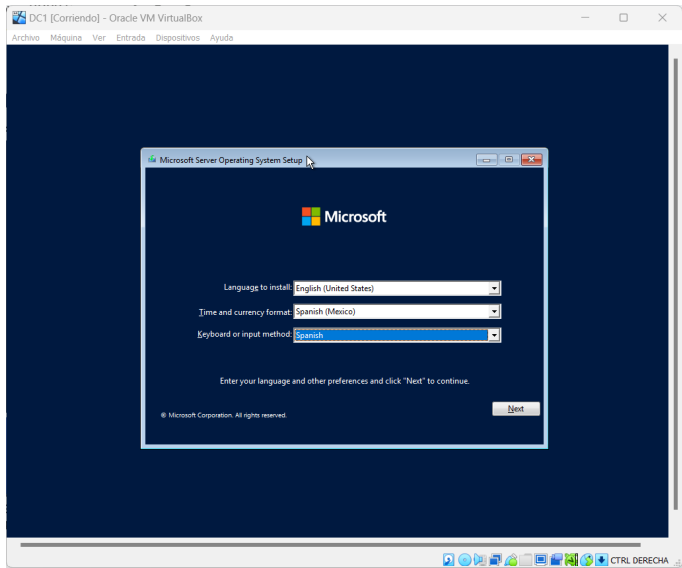 DC1 [Corriendo] - Oracle VM VirtualBox
Archivo Máquina Ver Entrada Dispositivos Ayuda
Microsoft Server Operating System Setup
Microsoft
Language to install: English (United States)
Time and currency format: Spanish (Mexico)
Keyboard or input method: Spanish
Enter your language and other preferences and click "Next" to continue.
© Microsoft Corporation. All rights reserved.
Next
CTRL DERECHA